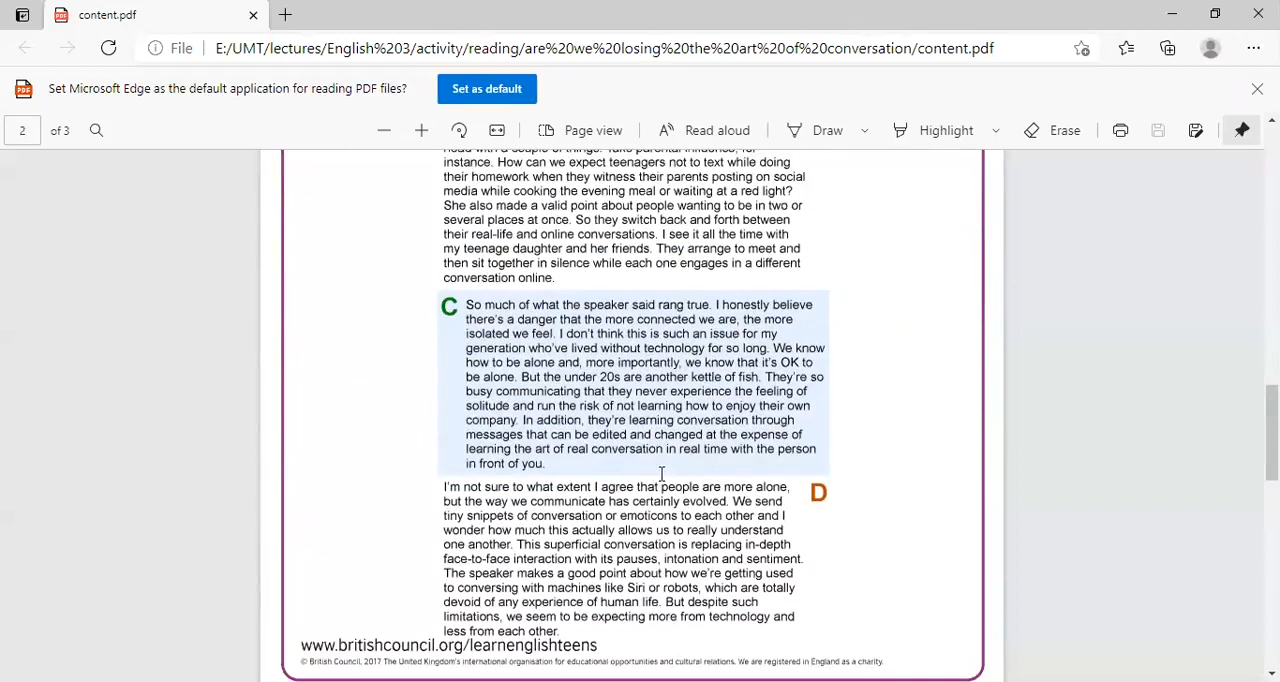 content.pdf
File E:/UMT/lectures/English%203/activity/reading/are%20we%20losing%20the%20art%20of%20conversation/content.pdf
Set Microsoft Edge as the default application for reading PDF files? Set as default
2 of 3 Page view Read aloud Draw Highlight Erase
head with a couple of things. Take parental influence, for
instance. How can we expect teenagers not to text while doing
their homework when they witness their parents posting on social
media while cooking the evening meal or waiting at a red light?
She also made a valid point about people wanting to be in two or
several places at once. So they switch back and forth between
their real-life and online conversations. I see it all the time with
my teenage daughter and her friends. They arrange to meet and
then sit together in silence while each one engages in a different
conversation online.
C So much of what the speaker said rang true. I honestly believe
there's a danger that the more connected we are, the more
isolated we feel. I don't think this is such an issue for my
generation who've lived without technology for so long. We know
how to be alone and, more importantly, we know that it's OK to
be alone. But the under 20s are another kettle of fish. They're so
busy communicating that they never experience the feeling of
solitude and run the risk of not learning how to enjoy their own
company. In addition, they're learning conversation through
messages that can be edited and changed at the expense of
learning the art of real conversation in real time with the person
in front of you.
D
I'm not sure to what extent I agree that people are more alone,
but the way we communicate has certainly evolved. We send
tiny snippets of conversation or emoticons to each other and I
wonder how much this actually allows us to really understand
one another. This superficial conversation is replacing in-depth
face-to-face interaction with its pauses, intonation and sentiment.
The speaker makes a good point about how we're getting used
to conversing with machines like Siri or robots, which are totally
devoid of any experience of human life. But despite such
limitations, we seem to be expecting more from technology and
less from each other.
www.britishcouncil.org/learnenglishteens
© British Council, 2017 The United Kingdom's international organisation for educational opportunities and cultural relations. We are registered in England as a charity.